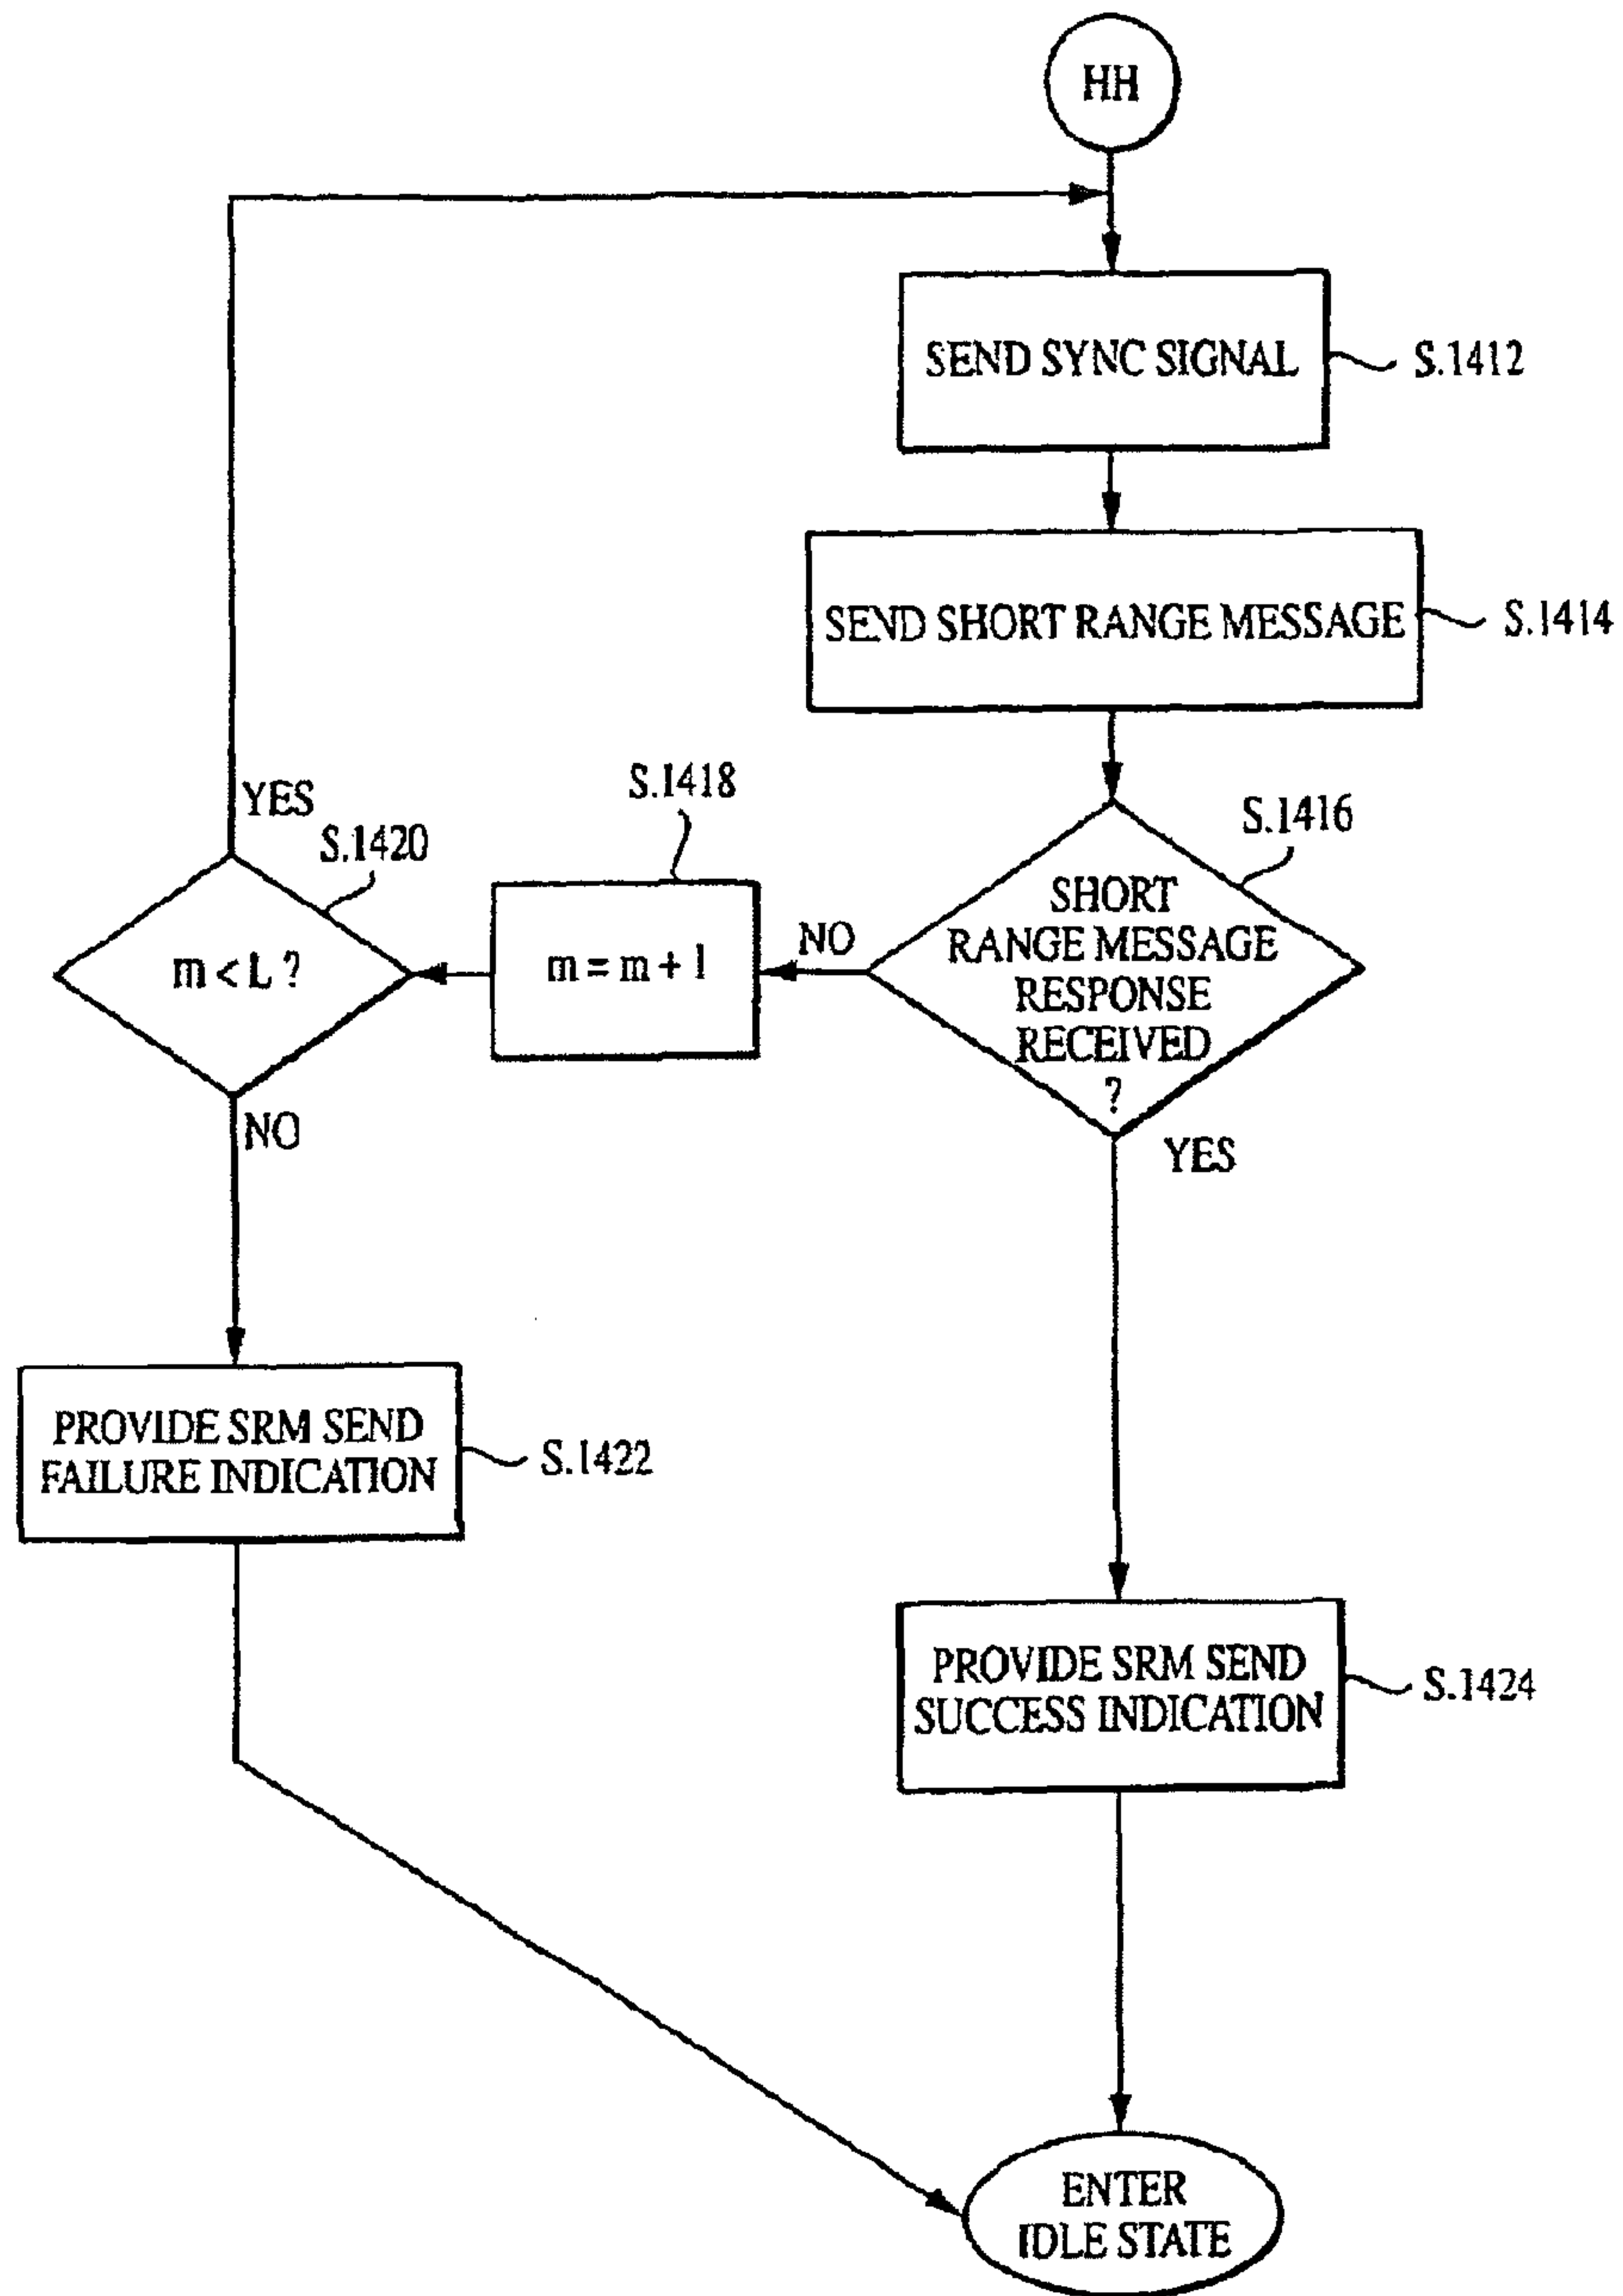 HH
SEND SYNC SIGNAL
S.1412
SEND SHORT RANGE MESSAGE
S.1414
SHORT
RANGE MESSAGE
RESPONSE
RECEIVED
?
S.1416
NO
YES
m = m + 1
S.1418
m < L ?
S.1420
YES
NO
PROVIDE SRM SEND
FAILURE INDICATION
S.1422
PROVIDE SRM SEND
SUCCESS INDICATION
S.1424
ENTER
IDLE STATE